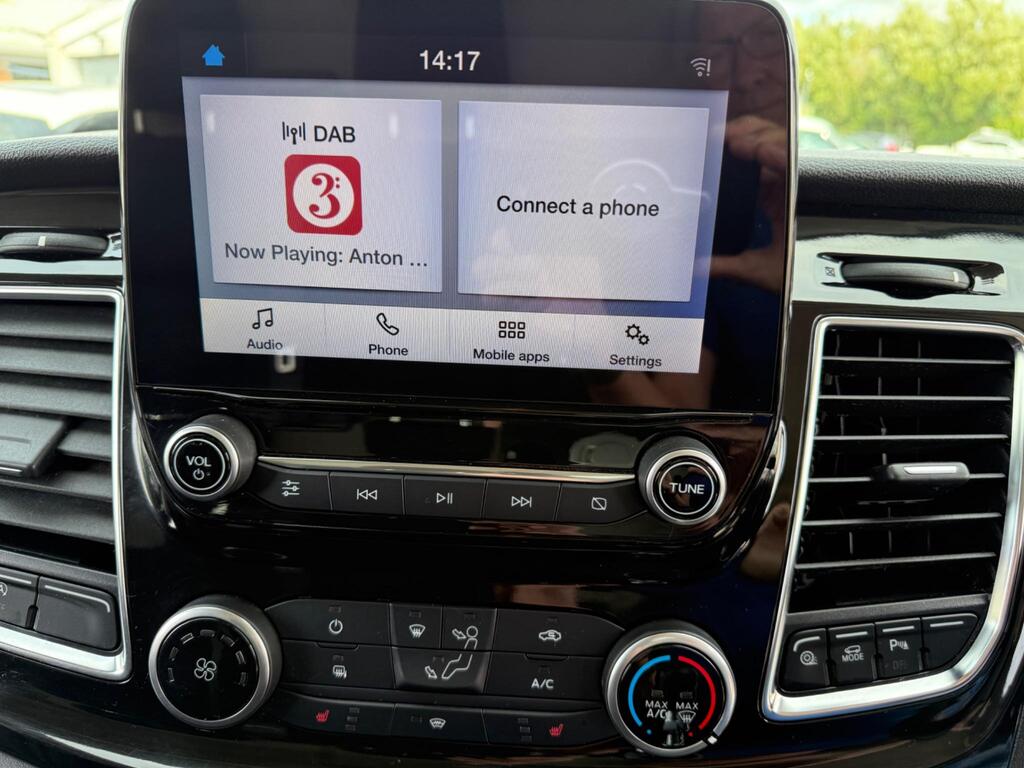 14:17
DAB
3
Now Playing: Anton ...
Connect a phone
Audio
Phone
Mobile apps
Settings
VOL
TUNE
A/C
MAX A/C
MAX
MODE
P
OFF